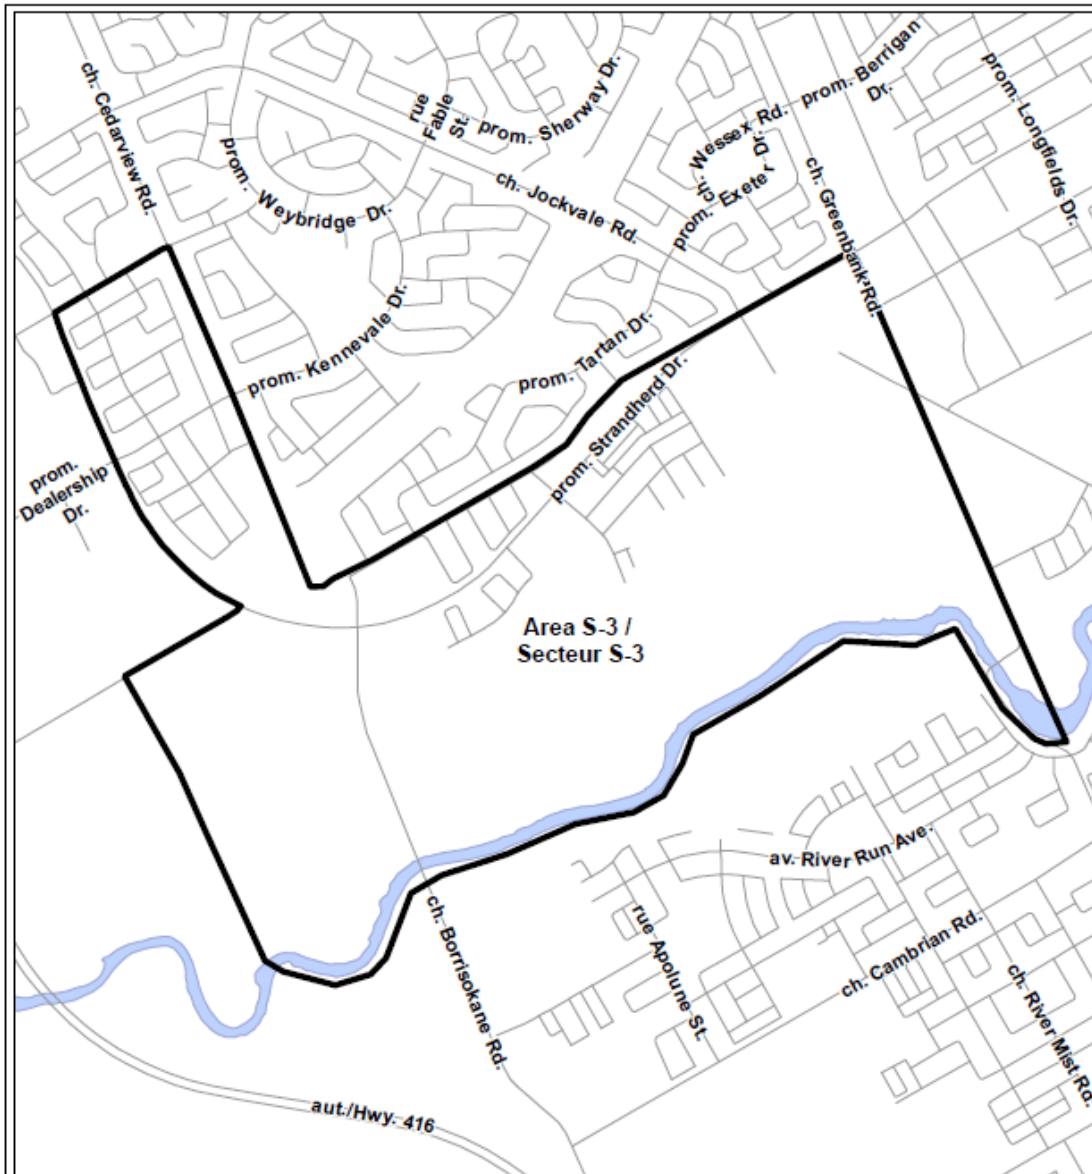 ch. Cedarview Rd.
rue
Fable
St.
prom. Sherway Dr.
ch. Wessex Rd.
prom. Berrigan
Dr.
prom. Longfields Dr.
prom.
Weybridge Dr.
ch. Jockvale Rd.
prom. Exeter Dr.
ch. Greenbank Rd.
prom. Kennevale Dr.
prom. Tartan Dr.
prom. Strandherd Dr.
prom.
Dealership
Dr.
Area S-3 /
Secteur S-3
av. River Run Ave.
ch. Borrisokane Rd.
rue Apolune St.
ch. Cambrian Rd.
ch. River Mist Rd.
aut./Hwy. 416